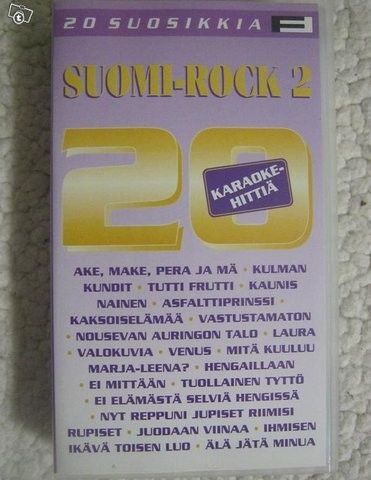 20 SUOSIKKIA
SUOMI-ROCK 2
20
KARAOKE-
HITTIÄ
AKE, MAKE, PERA JA MÄ • KULMAN
KUNDIT • TUTTI FRUTTI • KAUNIS
NAINEN • ASFALTTIPRINSSI •
KAKSOISELÄMÄÄ • VASTUSTAMATON
• NOUSEVAN AURINGON TALO • LAURA
• VALOKUVIA • VENUS • MITÄ KUULUU
MARJA-LEENA? • HENGAILLAAN
• EI MITTÄÄN • TUOLLAINEN TYTTÖ
• EI ELÄMÄSTÄ SELVIÄ HENGISSÄ
• NYT REPPUNI JUPISET RIIMISI
RUPISET • JUODAAN VIINAA • IHMISEN
IKÄVÄ TOISEN LUO • ÄLÄ JÄTÄ MINUA